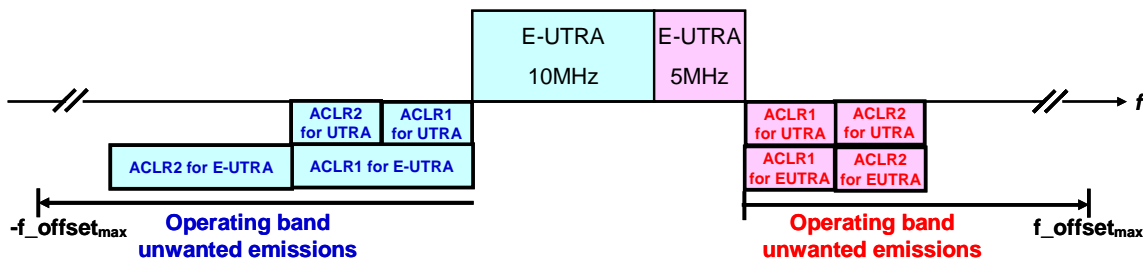 E-UTRA
10MHz
E-UTRA
5MHz
f
ACLR2
for UTRA
ACLR1
for UTRA
ACLR1
for UTRA
ACLR2
for UTRA
ACLR2 for E-UTRA
ACLR1 for E-UTRA
ACLR1
for EUTRA
ACLR2
for EUTRA
-f_offsetmax
Operating band
unwanted emissions
Operating band
unwanted emissions
f_offsetmax